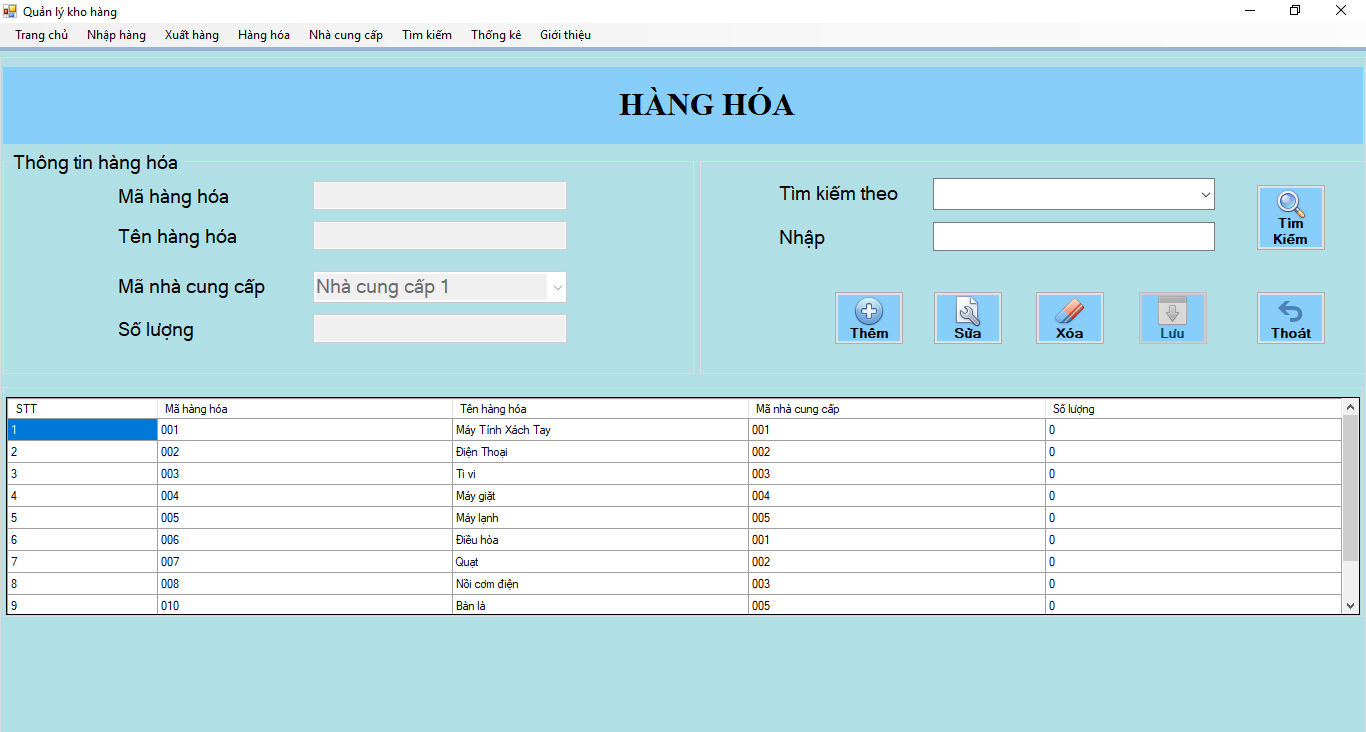 Quản lý kho hàng
Trang chủ Nhập hàng Xuất hàng Hàng hóa Nhà cung cấp Tìm kiếm Thống kê Giới thiệu
HÀNG HÓA
Thông tin hàng hóa
Mã hàng hóa
Tên hàng hóa
Mã nhà cung cấp Nhà cung cấp 1
Số lượng
Tìm kiếm theo
Nhập
Tìm
Kiếm
Thêm Sửa Xóa Lưu Thoát
STT Mã hàng hóa Tên hàng hóa Mã nhà cung cấp Số lượng
1 001 Máy Tính Xách Tay 001 0
2 002 Điện Thoại 002 0
3 003 Ti vi 003 0
4 004 Máy giặt 004 0
5 005 Máy lạnh 005 0
6 006 Điều hòa 001 0
7 007 Quạt 002 0
8 008 Nồi cơm điện 003 0
9 010 Bàn là 005 0